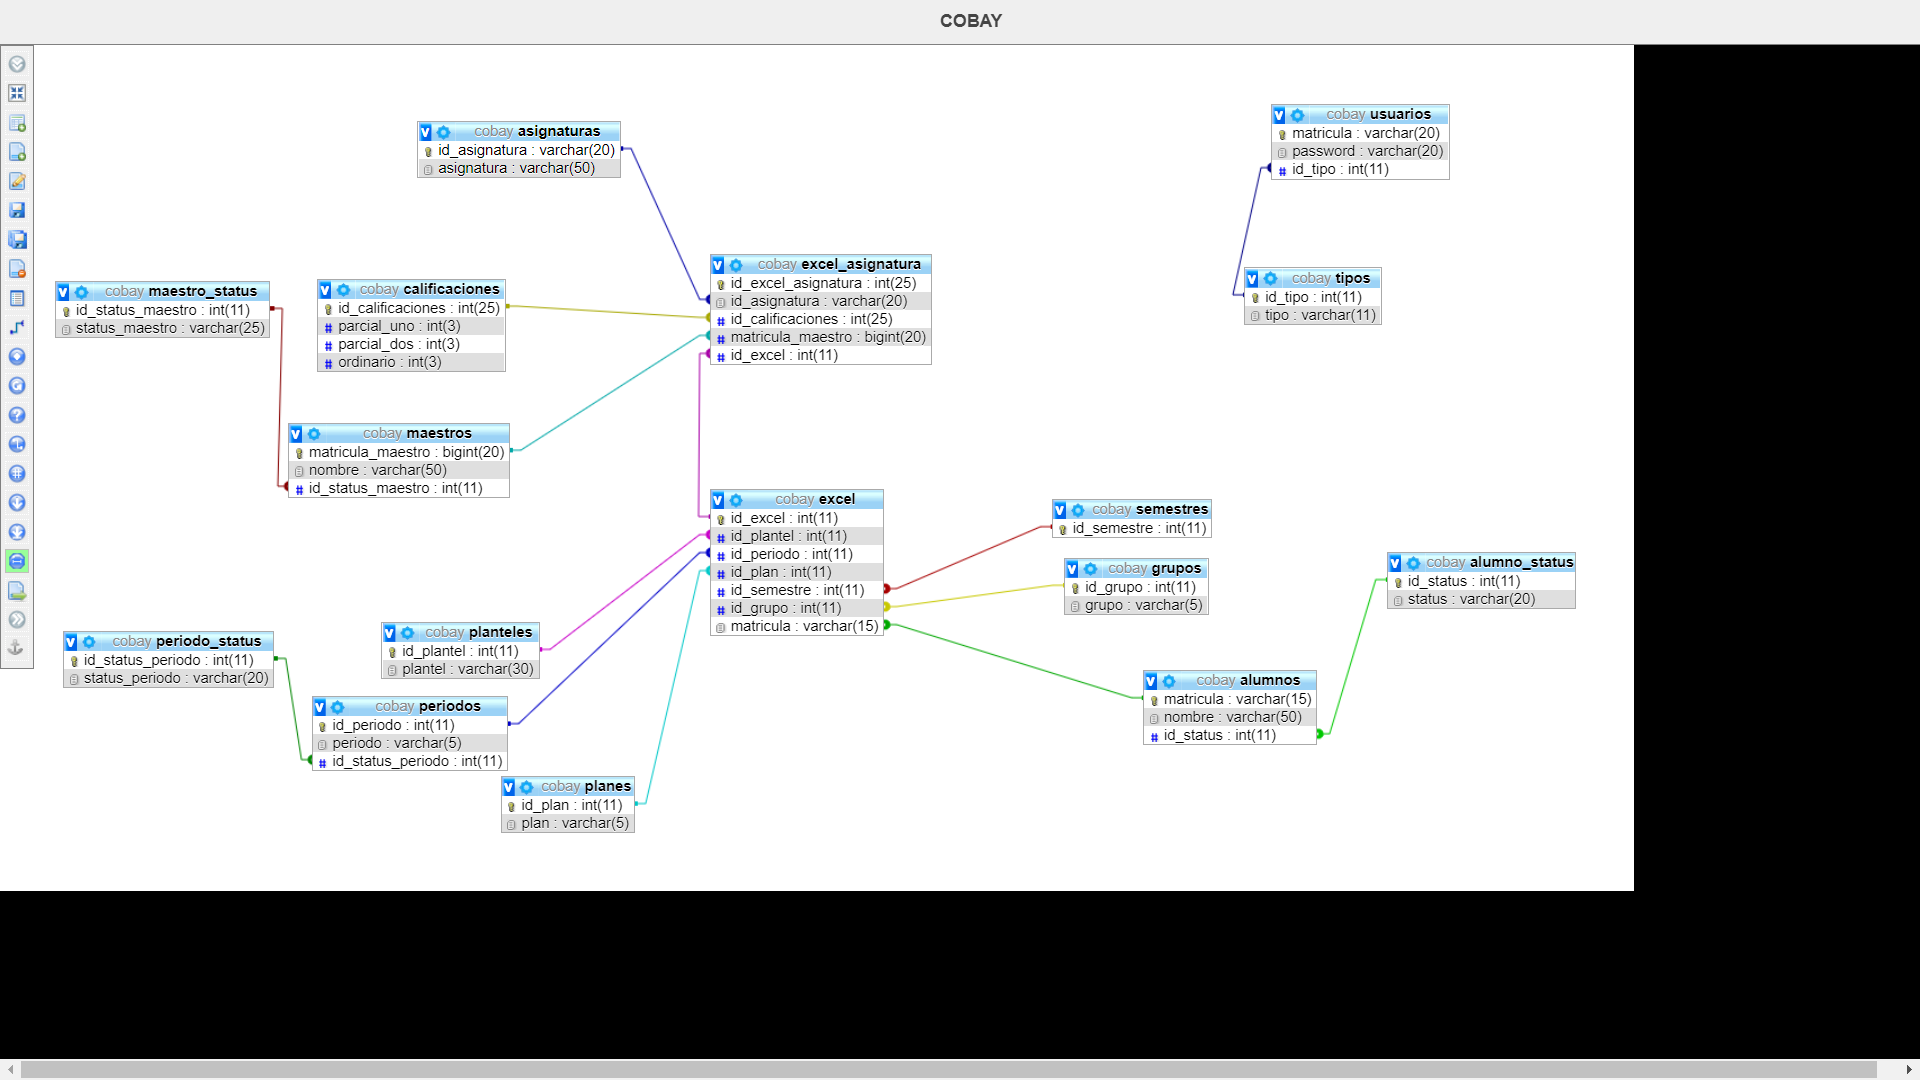 COBAY
cobay asignaturas
id_asignatura : varchar(20)
asignatura : varchar(50)
cobay usuarios
matricula : varchar(20)
password : varchar(20)
id_tipo : int(11)
cobay excel_asignatura
id_excel_asignatura : int(25)
id_asignatura : varchar(20)
id_calificaciones : int(25)
matricula_maestro : bigint(20)
id_excel : int(11)
cobay tipos
id_tipo : int(11)
tipo : varchar(11)
cobay maestro_status
id_status_maestro : int(11)
status_maestro : varchar(25)
cobay calificaciones
id_calificaciones : int(25)
parcial_uno : int(3)
parcial_dos : int(3)
ordinario : int(3)
cobay maestros
matricula_maestro : bigint(20)
nombre : varchar(50)
id_status_maestro : int(11)
cobay excel
id_excel : int(11)
id_plantel : int(11)
id_periodo : int(11)
id_plan : int(11)
id_semestre : int(11)
id_grupo : int(11)
matricula : varchar(15)
cobay semestres
id_semestre : int(11)
cobay grupos
id_grupo : int(11)
grupo : varchar(5)
cobay alumno_status
id_status : int(11)
status : varchar(20)
cobay periodo_status
id_status_periodo : int(11)
status_periodo : varchar(20)
cobay planteles
id_plantel : int(11)
plantel : varchar(30)
cobay alumnos
matricula : varchar(15)
nombre : varchar(50)
id_status : int(11)
cobay periodos
id_periodo : int(11)
periodo : varchar(5)
id_status_periodo : int(11)
cobay planes
id_plan : int(11)
plan : varchar(5)